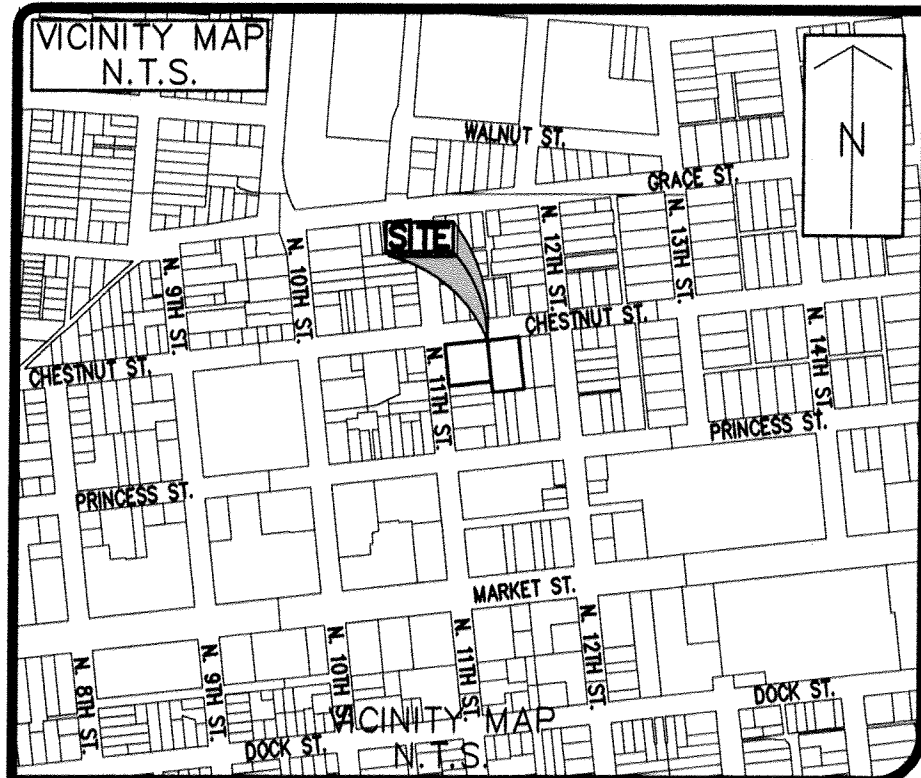 VICINITY MAP
N.T.S.
N
WALNUT ST.
GRACE ST.
SITE
N. 9TH ST.
N. 10TH ST.
N. 12TH ST.
N. 13TH ST.
CHESTNUT ST.
CHESTNUT ST.
N. 11TH ST.
N. 14TH ST.
PRINCESS ST.
PRINCESS ST.
MARKET ST.
N. 8TH ST.
N. 9TH ST.
N. 10TH ST.
N. 11TH ST.
N. 12TH ST.
DOCK ST.
DOCK ST.
VICINITY MAP
N.T.S.